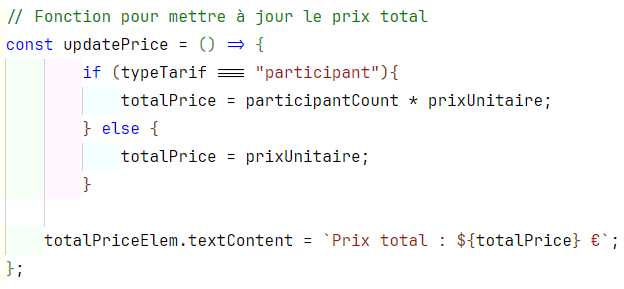 // Fonction pour mettre à jour le prix total
const updatePrice = () => {
if (typeTarif === "participant"){
totalPrice = participantCount * prixUnitaire;
} else {
totalPrice = prixUnitaire;
}
totalPriceElem.textContent = `Prix total : ${totalPrice} €`;
};